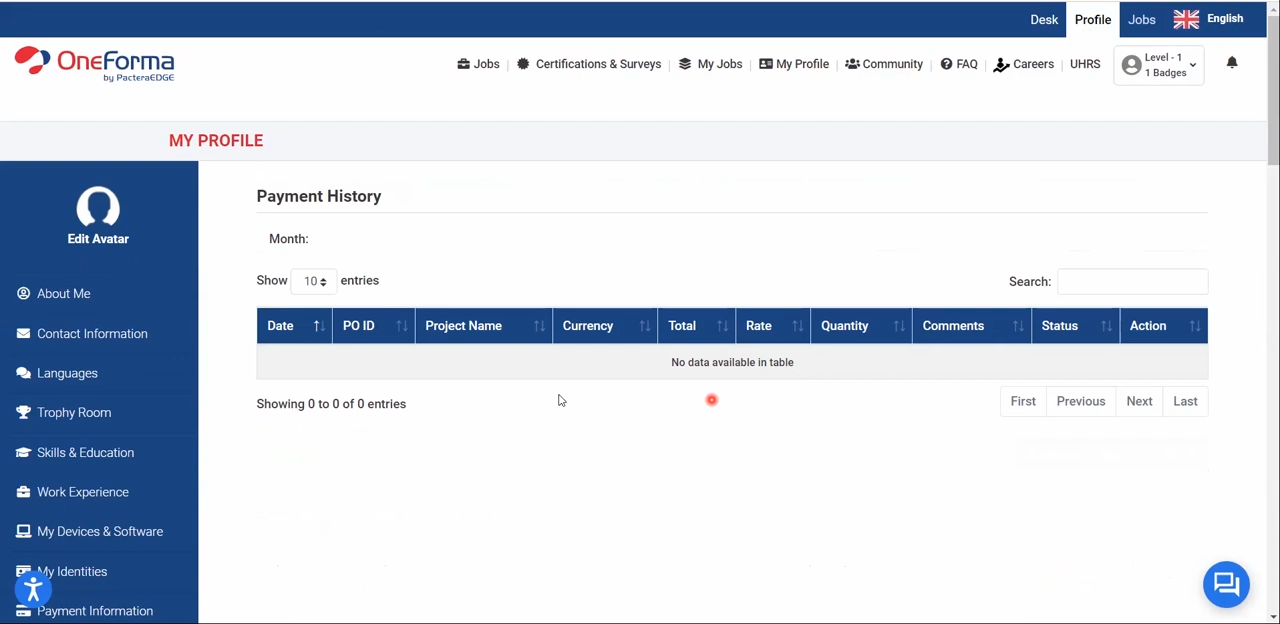 Desk Profile Jobs English
OneForma
by PacteraEDGE
Jobs Certifications & Surveys My Jobs My Profile Community FAQ Careers UHRS
Level - 1
1 Badges
MY PROFILE
Edit Avatar
About Me
Contact Information
Languages
Trophy Room
Skills & Education
Work Experience
My Devices & Software
My Identities
Payment Information
Payment History
Month:
Show 10 entries
Search:
Date PO ID Project Name Currency Total Rate Quantity Comments Status Action
No data available in table
Showing 0 to 0 of 0 entries
First Previous Next Last